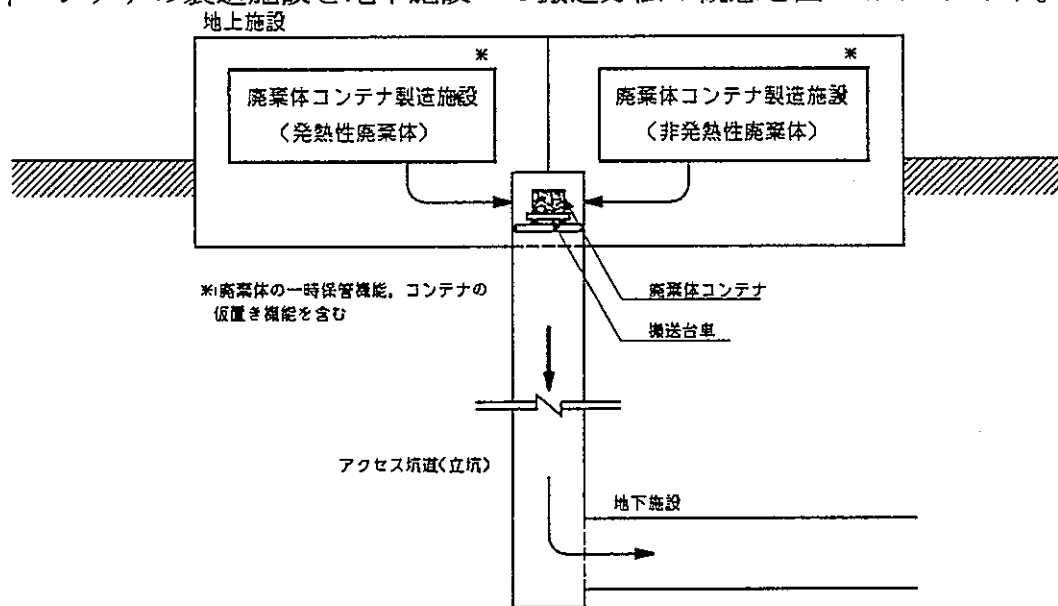 地上施設
※
※
廃棄体コンテナ製造施設
(発熱性廃棄体)
廃棄体コンテナ製造施設
(非発熱性廃棄体)
※:廃棄体の一時保管機能,コンテナの
仮置き機能を含む
廃棄体コンテナ
搬送台車
アクセス坑道(立坑)
地下施設